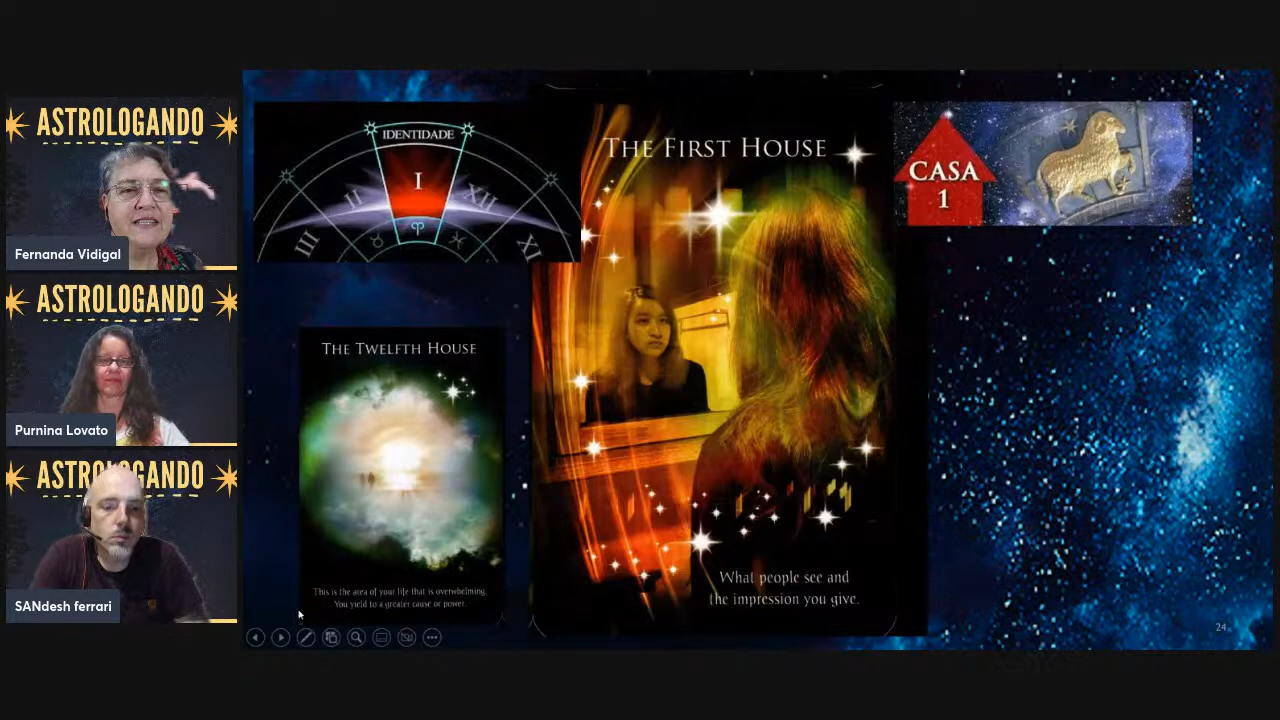 ASTROLOGANDO
Fernanda Vidigal
ASTROLOGANDO
Purnina Lovato
ASTROLOGANDO
SANdesh ferrari
IDENTIDADE
I
II
XII
III
XI
THE TWELFTH HOUSE
This is the area of your life that is overwhelming.
You yield to a greater cause or power.
THE FIRST HOUSE
What people see and
the impression you give.
CASA
1
24